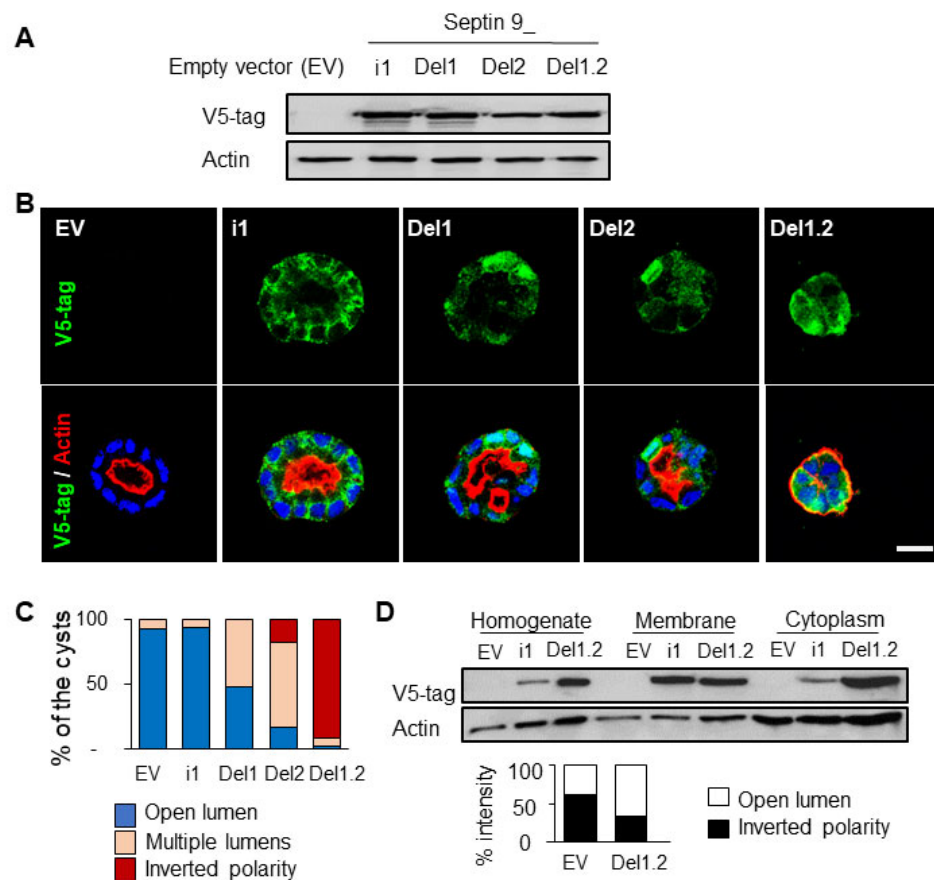 A
Septin 9_
Empty vector (EV) i1 Del1 Del2 Del1.2
V5-tag
Actin
B
EV i1 Del1 Del2 Del1.2
V5-tag
V5-tag / Actin
C
% of the cysts
100
50
-
EV i1 Del1 Del2 Del1.2
Open lumen
Multiple lumens
Inverted polarity
D
Homogenate Membrane Cytoplasm
EV i1 Del1.2 EV i1 Del1.2 EV i1 Del1.2
V5-tag
Actin
% intensity
100
50
0
EV Del1.2
Open lumen
Inverted polarity